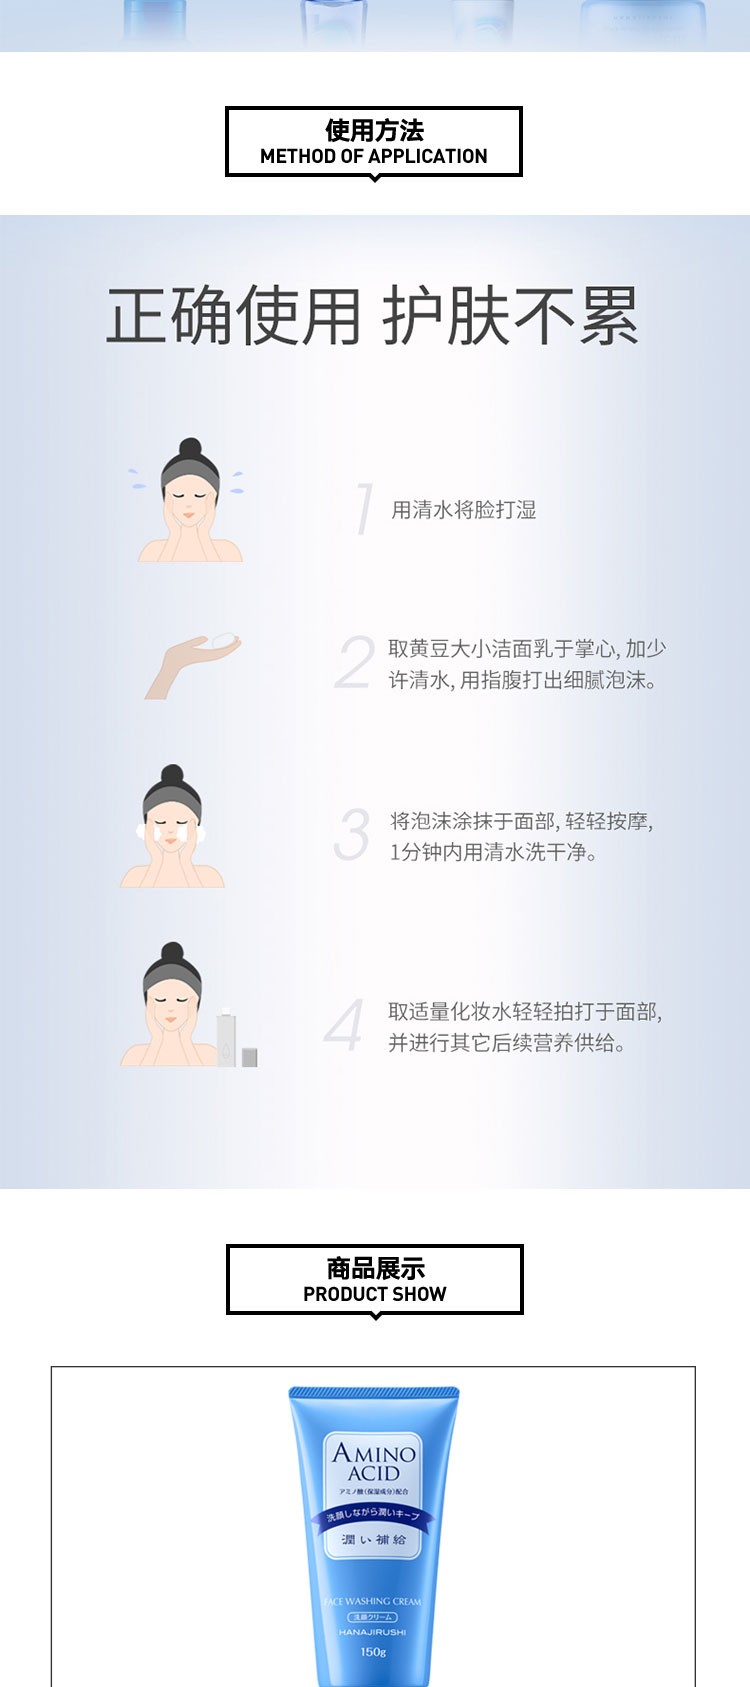 使用方法
METHOD OF APPLICATION
正确使用 护肤不累
1 用清水将脸打湿
2 取黄豆大小洁面乳于掌心, 加少
许清水, 用指腹打出细腻泡沫。
3 将泡沫涂抹于面部, 轻轻按摩,
1分钟内用清水洗干净。
4 取适量化妆水轻轻拍打于面部,
并进行其它后续营养供给。
商品展示
PRODUCT SHOW
AMINO
ACID
アミノ酸(保湿成分)配合
洗顔しながら潤いキープ
潤い補給
FACE WASHING CREAM
洗顔クリーム
HANAJIRUSHI
150g